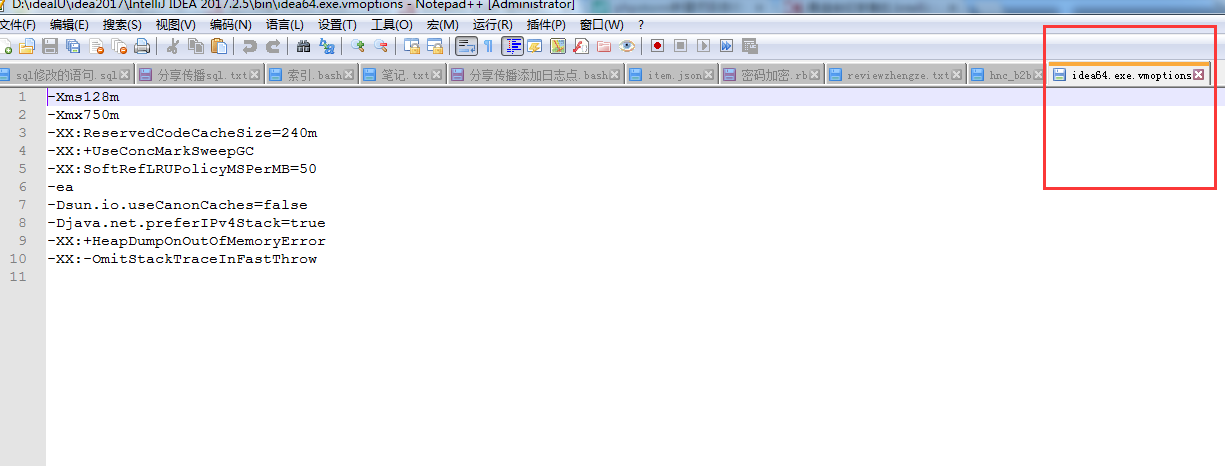 D:\ideaIU\idea2017\IntelliJ IDEA 2017.2.5\bin\idea64.exe.vmoptions - Notepad++ [Administrator]
文件(F) 编辑(E) 搜索(S) 视图(V) 编码(N) 语言(L) 设置(T) 工具(O) 宏(M) 运行(R) 插件(P) 窗口(W) ?
sql修改的语句.sql 分享传播sql.txt 索引.bash 笔记.txt 分享传播添加日志点.bash item.json 密码加密.rb reviewzhengze.txt hnc_b2b idea64.exe.vmoptions
1 -Xms128m
2 -Xmx750m
3 -XX:ReservedCodeCacheSize=240m
4 -XX:+UseConcMarkSweepGC
5 -XX:SoftRefLRUPolicyMSPerMB=50
6 -ea
7 -Dsun.io.useCanonCaches=false
8 -Djava.net.preferIPv4Stack=true
9 -XX:+HeapDumpOnOutOfMemoryError
10 -XX:-OmitStackTraceInFastThrow
11